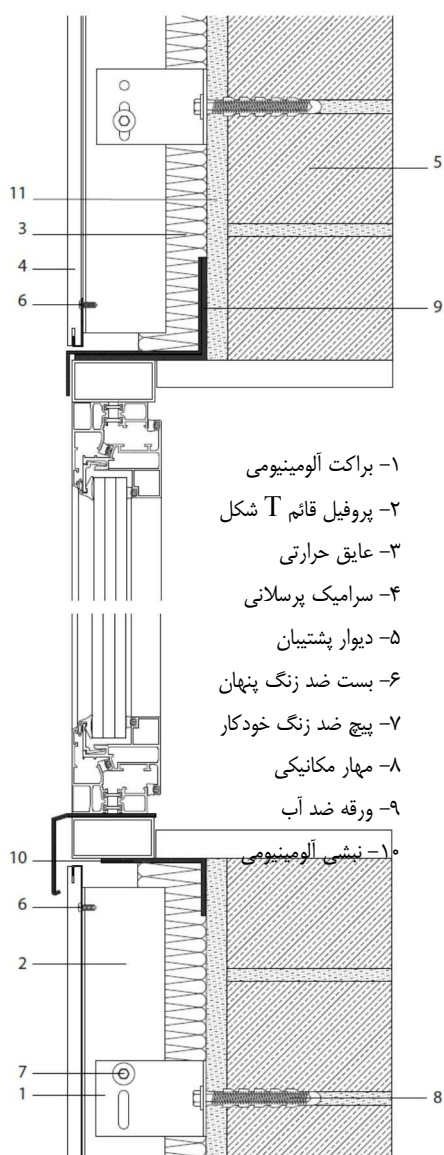 5
11
3
4
6
9
۱- براکت آلومینیومی
۲- پروفیل قائم T شکل
۳- عایق حرارتی
۴- سرامیک پرسلانی
۵- دیوار پشتیبان
۶- بست ضد زنگ پنهان
۷- پیچ ضد زنگ خودکار
۸- مهار مکانیکی
۹- ورقه ضد آب
۱۰- نبشی آلومینیومی
10
6
2
7
1
8